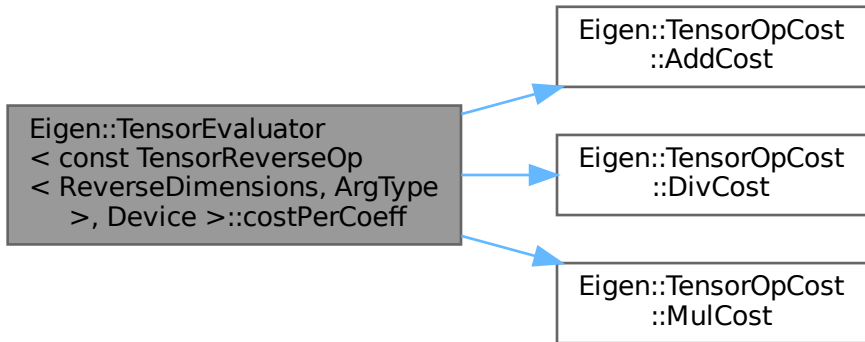 Eigen::TensorEvaluator
< const TensorReverseOp
< ReverseDimensions, ArgType
>, Device >::costPerCoeff
Eigen::TensorOpCost
::AddCost
Eigen::TensorOpCost
::DivCost
Eigen::TensorOpCost
::MulCost